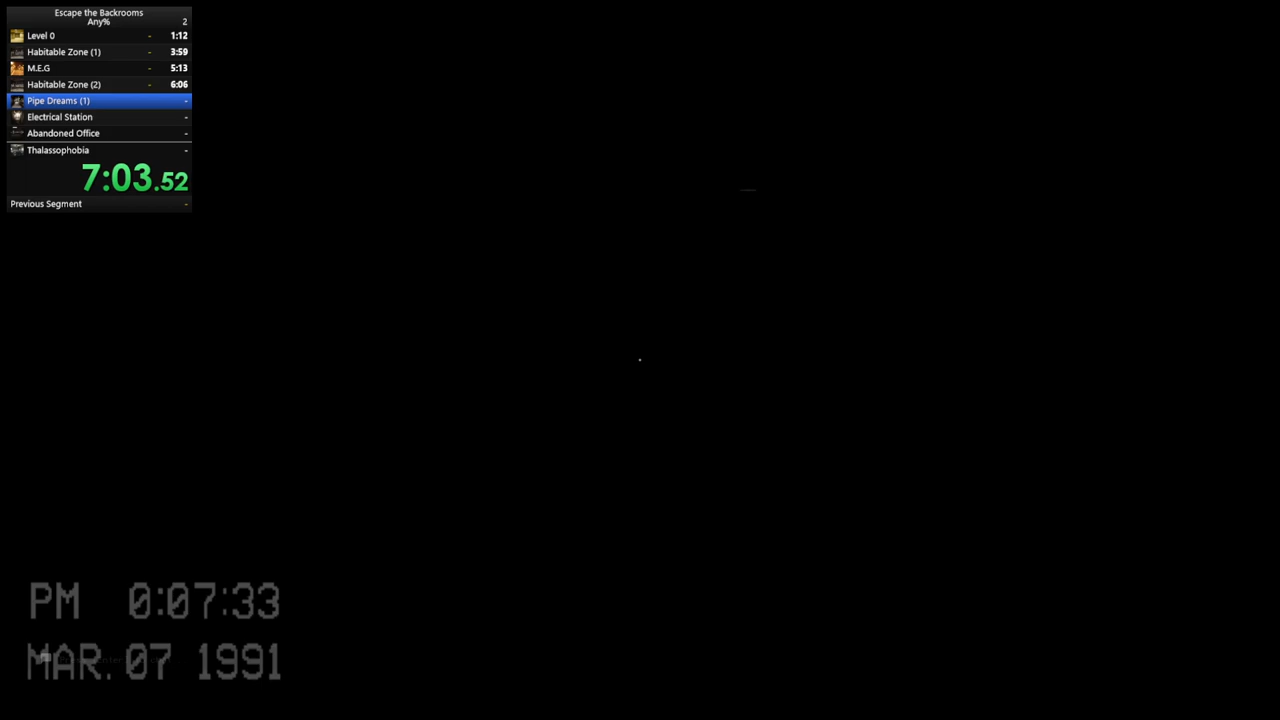 Escape the Backrooms
Any%
2
Level 0 - 1:12
Habitable Zone (1) - 3:59
M.E.G - 5:13
Habitable Zone (2) - 6:06
Pipe Dreams (1) -
Electrical Station -
Abandoned Office -
Thalassophobia -
7:03.52
Previous Segment -
PM 0:07:33
MAR. 07 1991